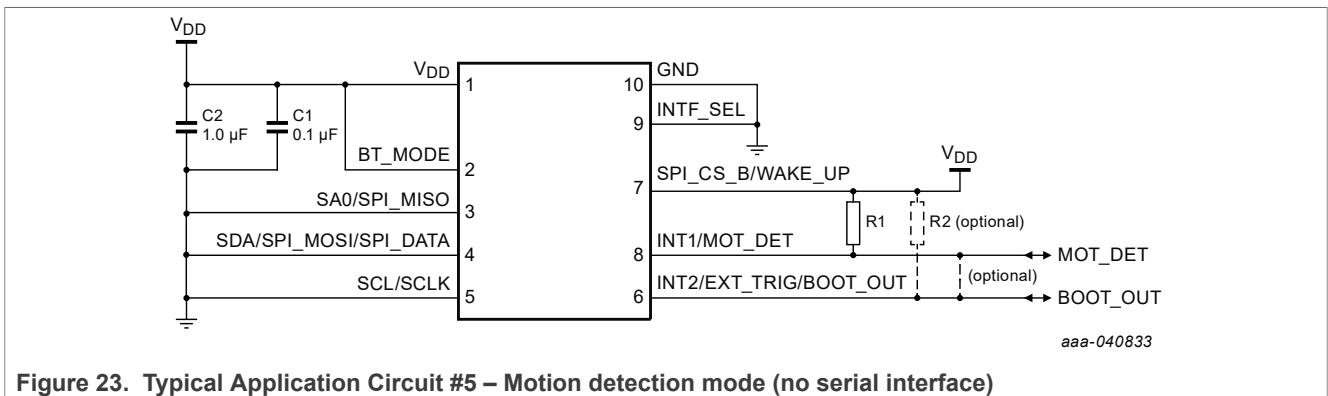 VDD
VDD
1
C2
1.0 µF
C1
0.1 µF
BT_MODE
2
SA0/SPI_MISO
3
SDA/SPI_MOSI/SPI_DATA
4
SCL/SCLK
5
10
GND
9
INTF_SEL
VDD
7
SPI_CS_B/WAKE_UP
R1
R2 (optional)
8
INT1/MOT_DET
MOT_DET
(optional)
6
INT2/EXT_TRIG/BOOT_OUT
BOOT_OUT
aaa-040833
Figure 23. Typical Application Circuit #5 – Motion detection mode (no serial interface)